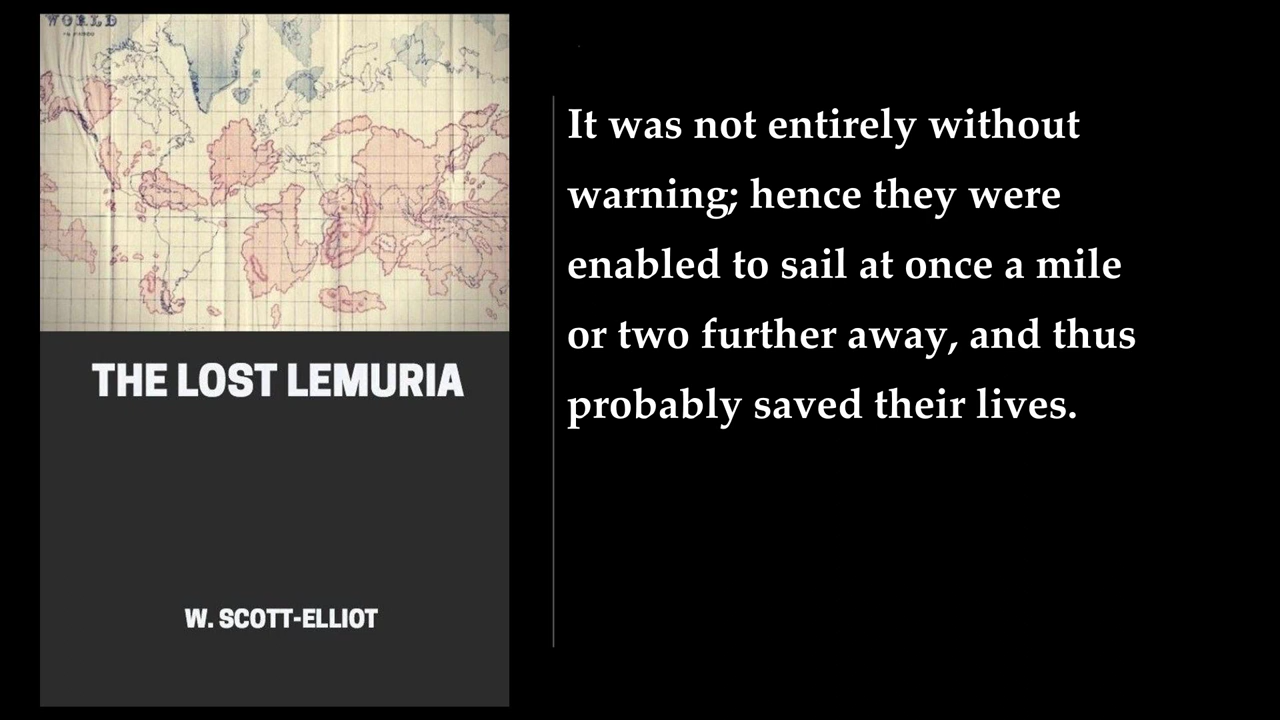 WORLD
THE LOST LEMURIA
W. SCOTT-ELLIOT
It was not entirely without
warning; hence they were
enabled to sail at once a mile
or two further away, and thus
probably saved their lives.